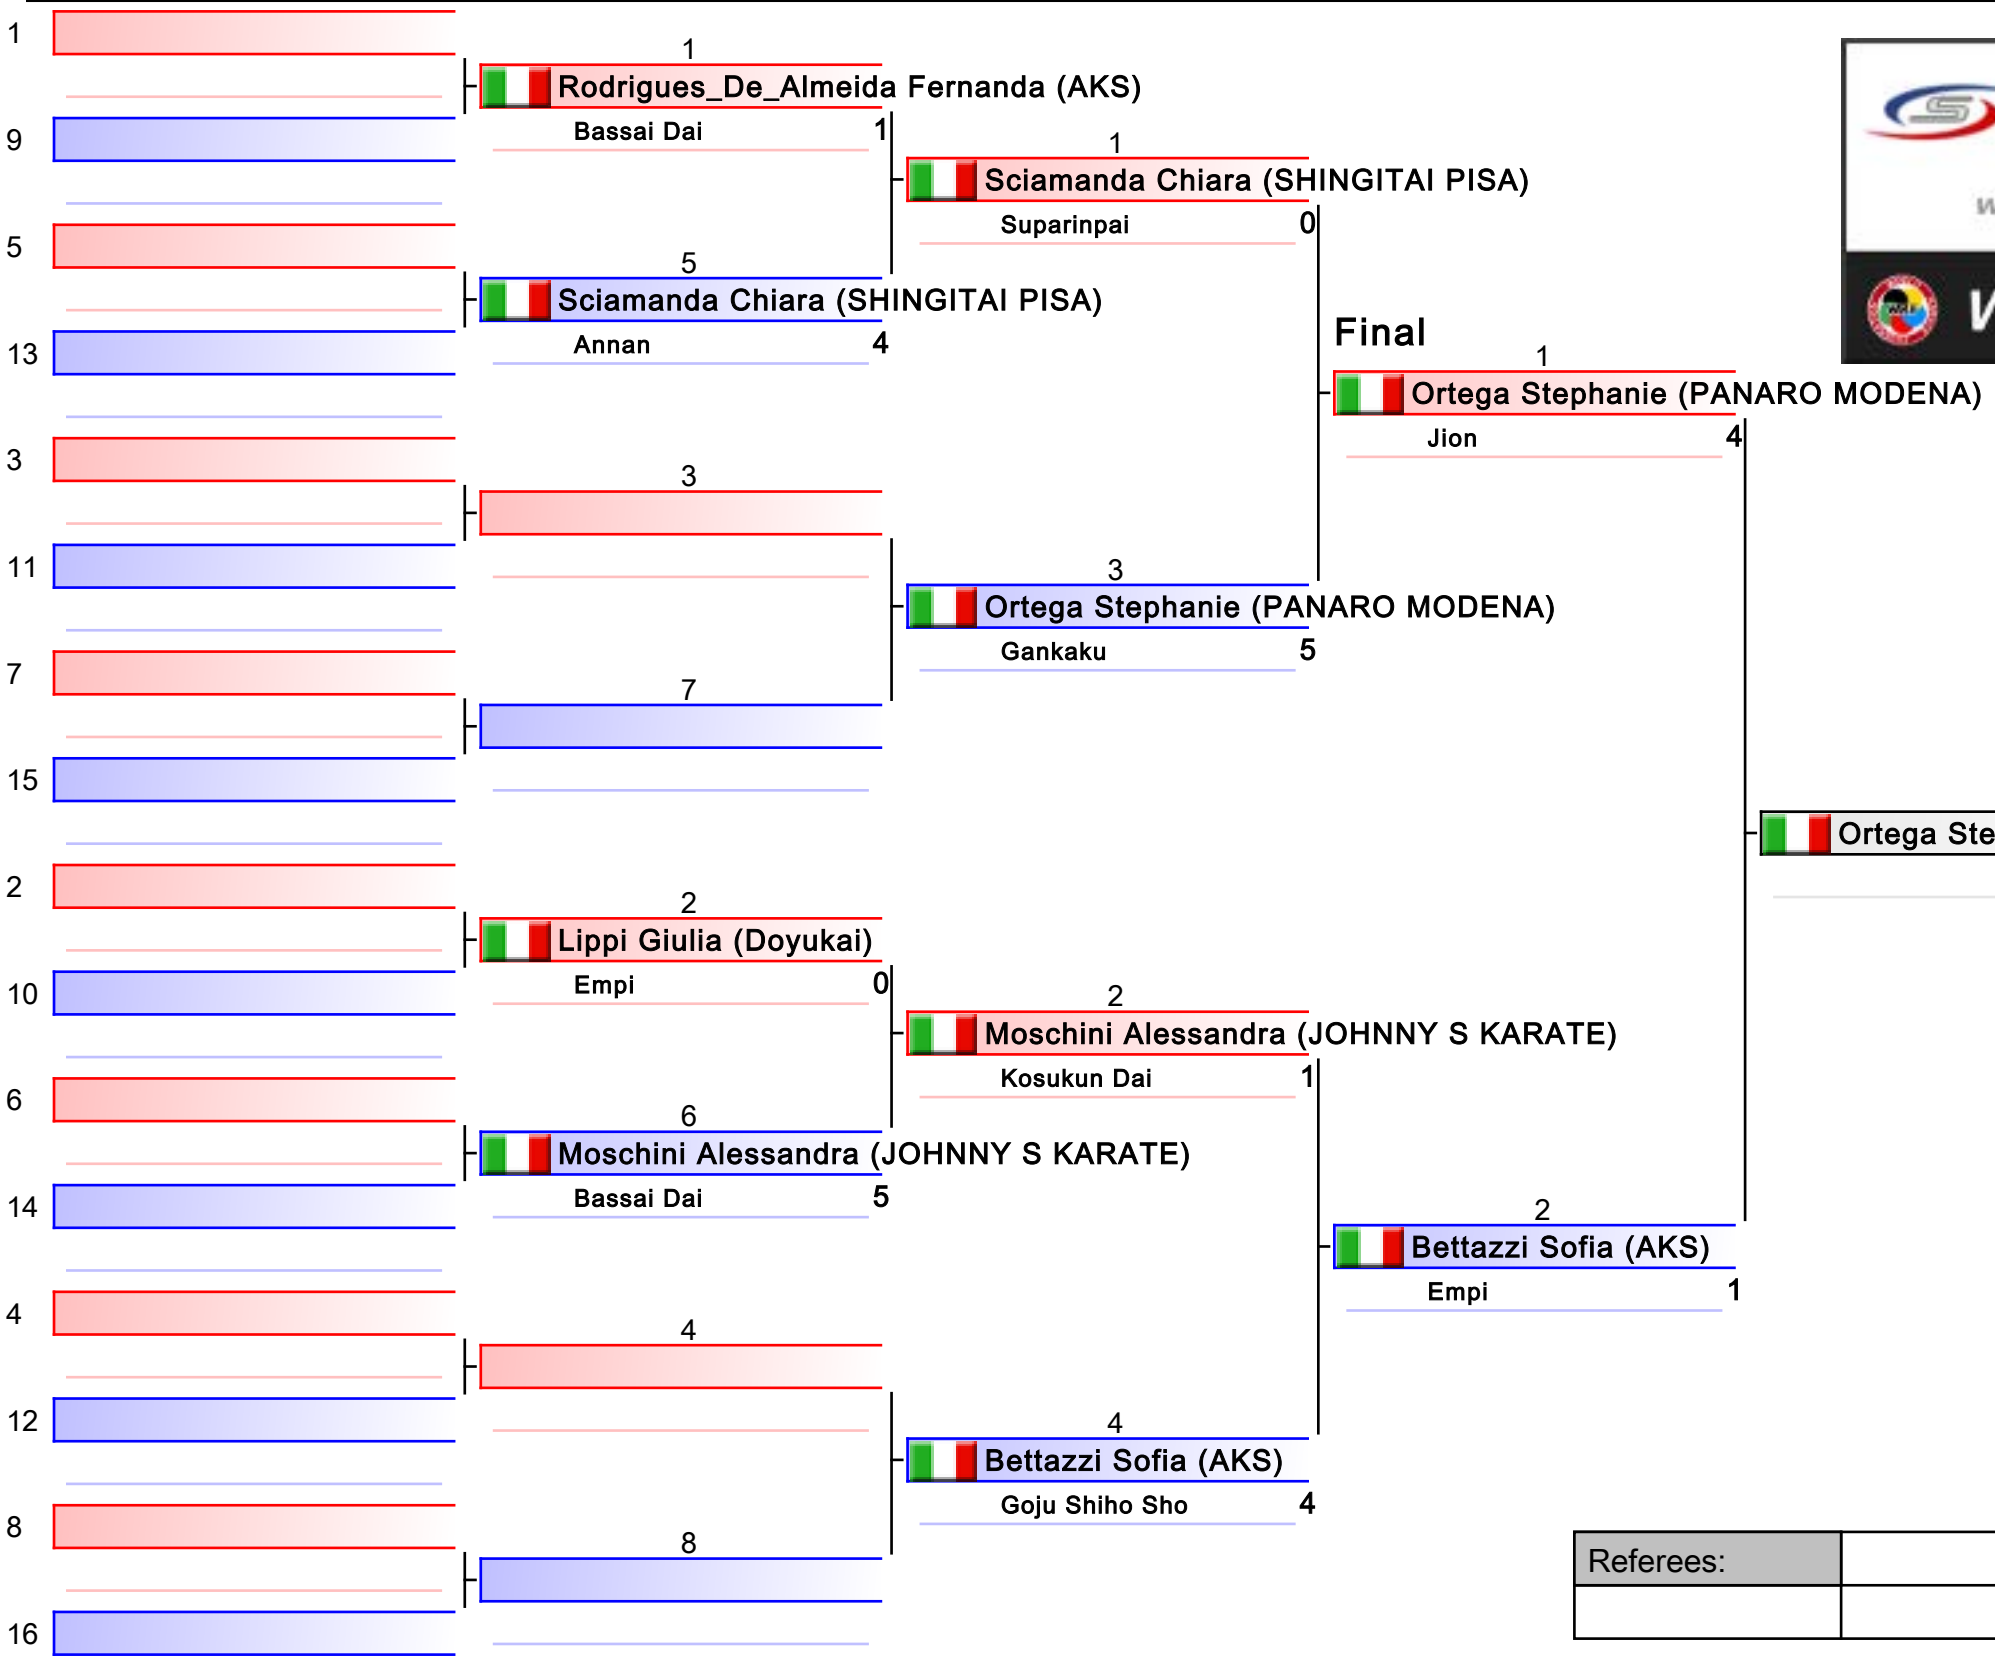 1
9
5
13
3
11
7
15
2
10
6
14
4
12
8
16
1
Rodrigues_De_Almeida Fernanda (AKS)
Bassai Dai 1
5
Sciamanda Chiara (SHINGITAI PISA)
Annan 4
3
7
2
Lippi Giulia (Doyukai)
Empi 0
6
Moschini Alessandra (JOHNNY S KARATE)
Bassai Dai 5
4
8
1
Sciamanda Chiara (SHINGITAI PISA)
Suparinpai 0
3
Ortega Stephanie (PANARO MODENA)
Gankaku 5
2
Moschini Alessandra (JOHNNY S KARATE)
Kosukun Dai 1
4
Bettazzi Sofia (AKS)
Goju Shiho Sho 4
Final
1
Ortega Stephanie (PANARO MODENA)
Jion 4
2
Bettazzi Sofia (AKS)
Empi 1
Ortega Ste
Referees: